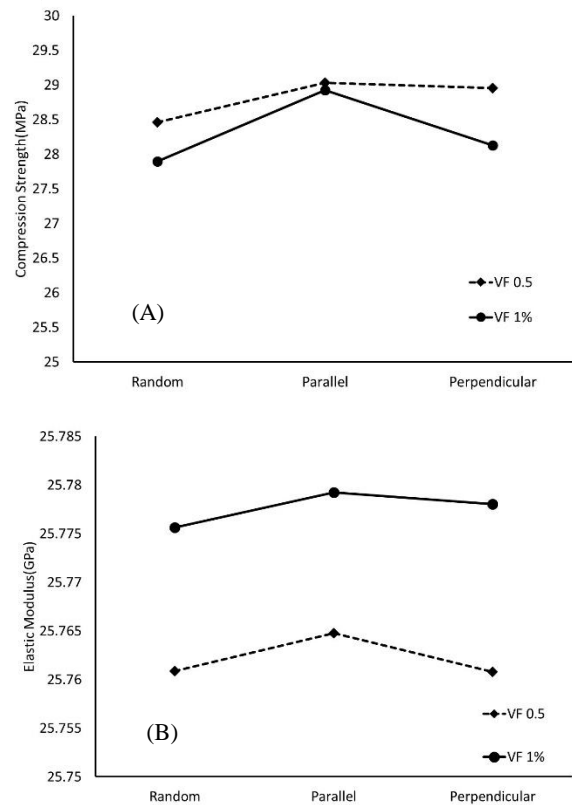 30
29.5
29
28.5
28
27.5
27
26.5
26
25.5
25
Compression Strength(MPa)
(A)
VF 0.5
VF 1%
Random Parallel Perpendicular
25.785
25.78
25.775
25.77
25.765
25.76
25.755
25.75
Elastic Modulus(GPa)
(B)
VF 0.5
VF 1%
Random Parallel Perpendicular